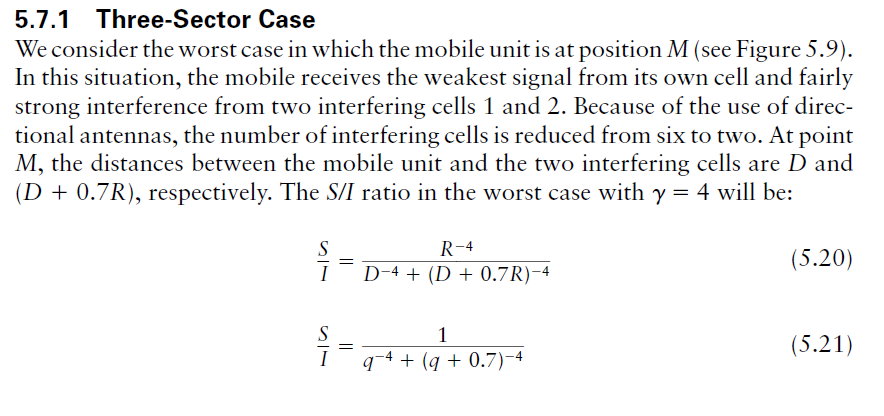 5.7.1 Three-Sector Case
We consider the worst case in which the mobile unit is at position M (see Figure 5.9).
In this situation, the mobile receives the weakest signal from its own cell and fairly
strong interference from two interfering cells 1 and 2. Because of the use of direc-
tional antennas, the number of interfering cells is reduced from six to two. At point
M, the distances between the mobile unit and the two interfering cells are D and
(D + 0.7R), respectively. The S/I ratio in the worst case with γ = 4 will be:
S/I = R−4 / D−4 + (D + 0.7R)−4 (5.20)
S/I = 1 / q−4 + (q + 0.7)−4 (5.21)